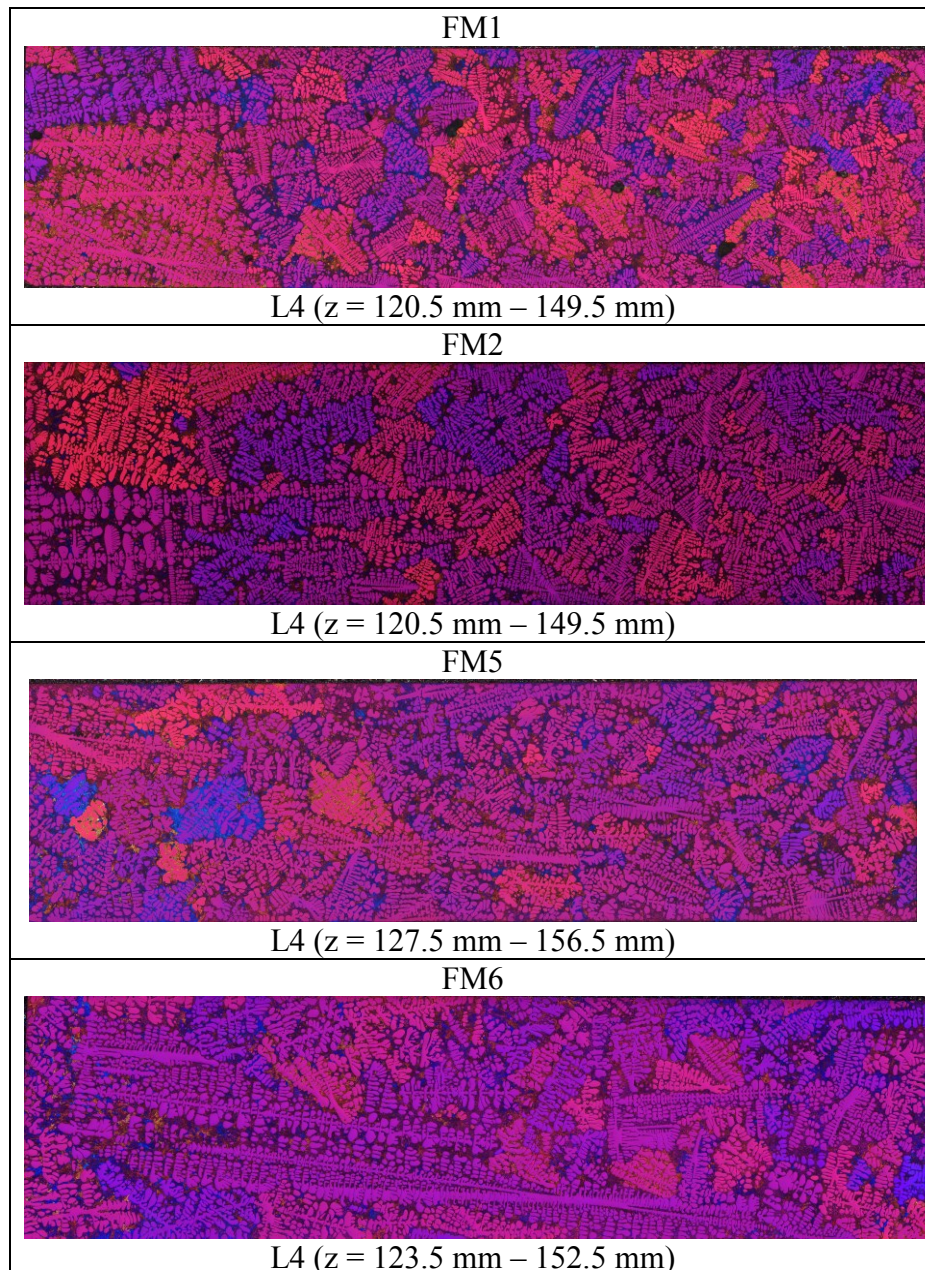 FM1
L4 (z = 120.5 mm – 149.5 mm)
FM2
L4 (z = 120.5 mm – 149.5 mm)
FM5
L4 (z = 127.5 mm – 156.5 mm)
FM6
L4 (z = 123.5 mm – 152.5 mm)